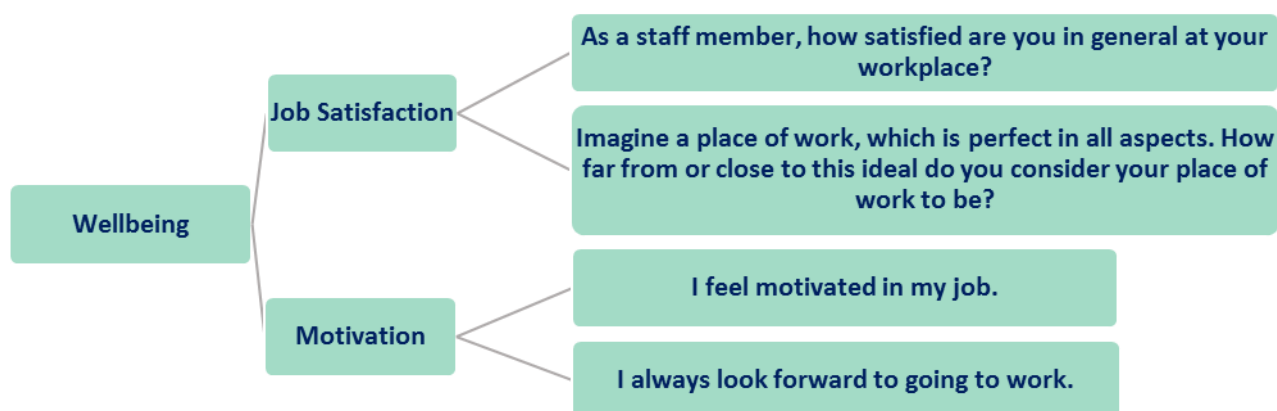 As a staff member, how satisfied are you in general at your
workplace?
Job Satisfaction
Imagine a place of work, which is perfect in all aspects. How
far from or close to this ideal do you consider your place of
work to be?
Wellbeing
I feel motivated in my job.
Motivation
I always look forward to going to work.